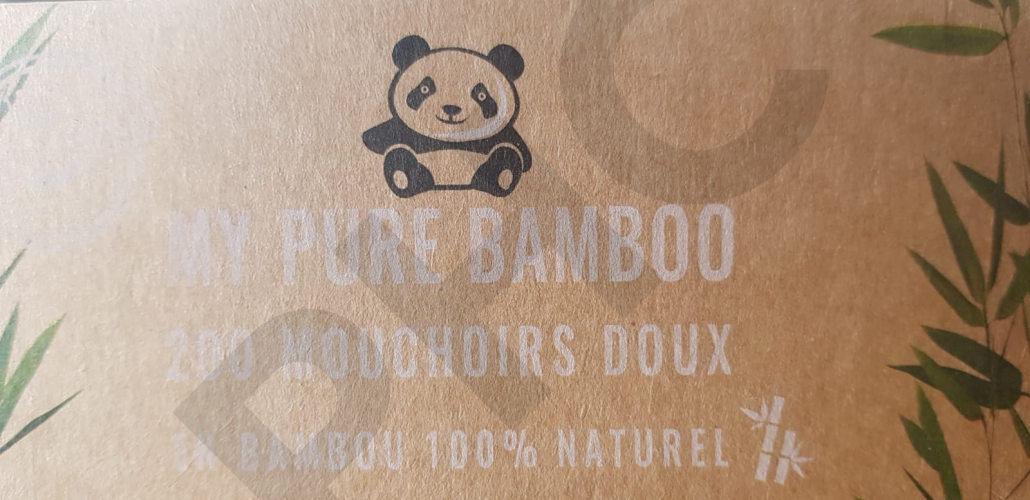 MY PURE BAMBOO
200 MOUCHOIRS DOUX
EN BAMBOU 100% NATUREL